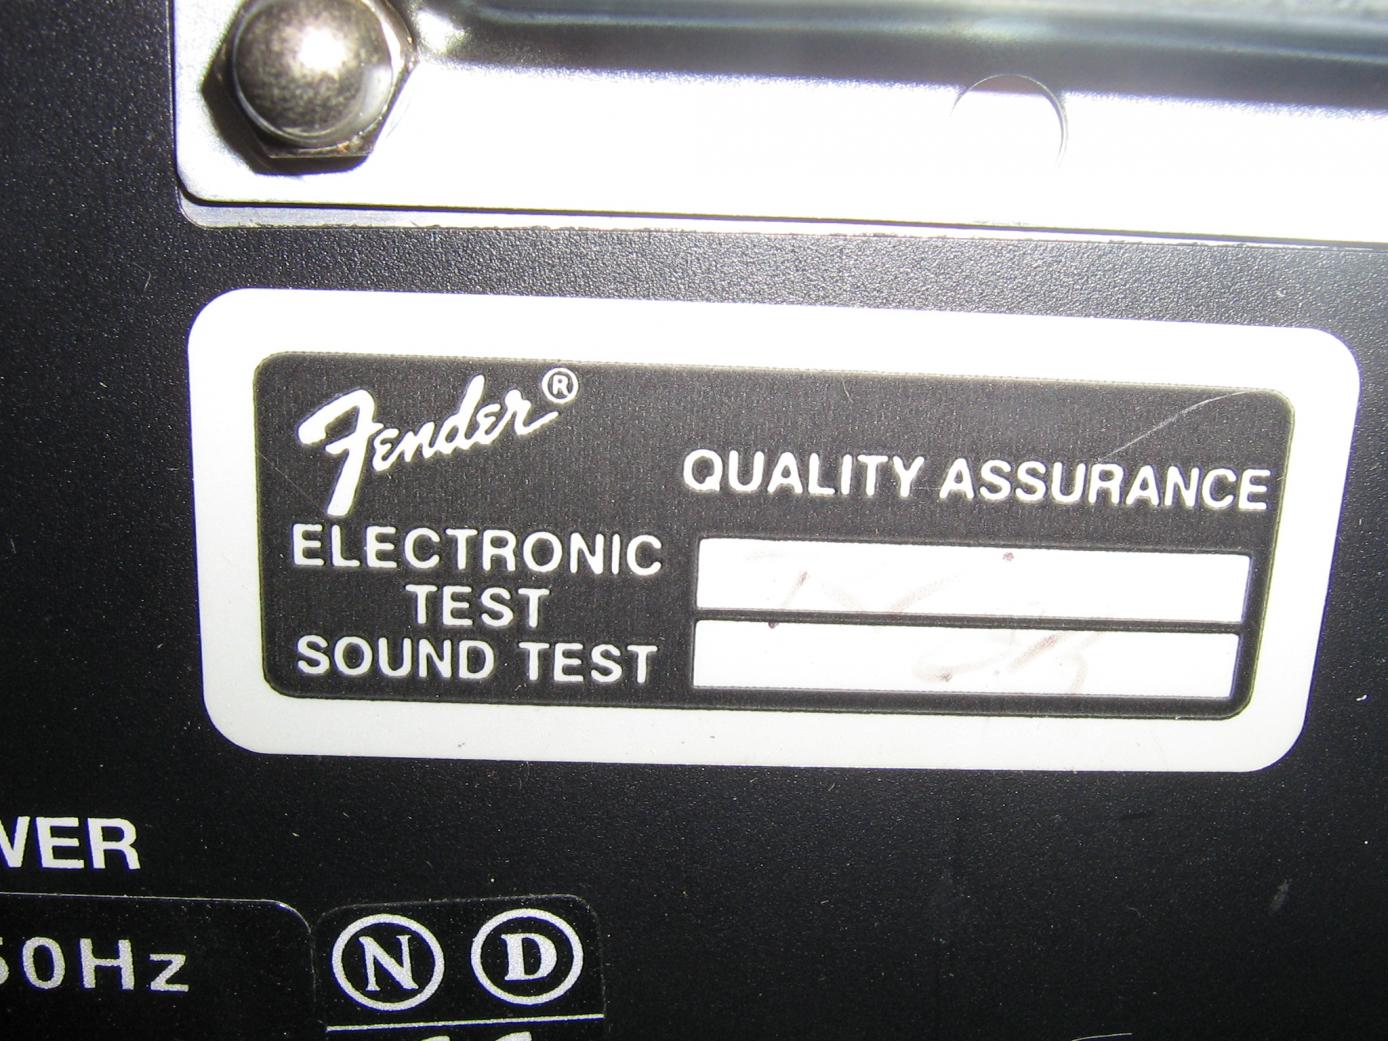 Fender®
QUALITY ASSURANCE
ELECTRONIC
TEST
SOUND TEST
WER
50Hz
N D